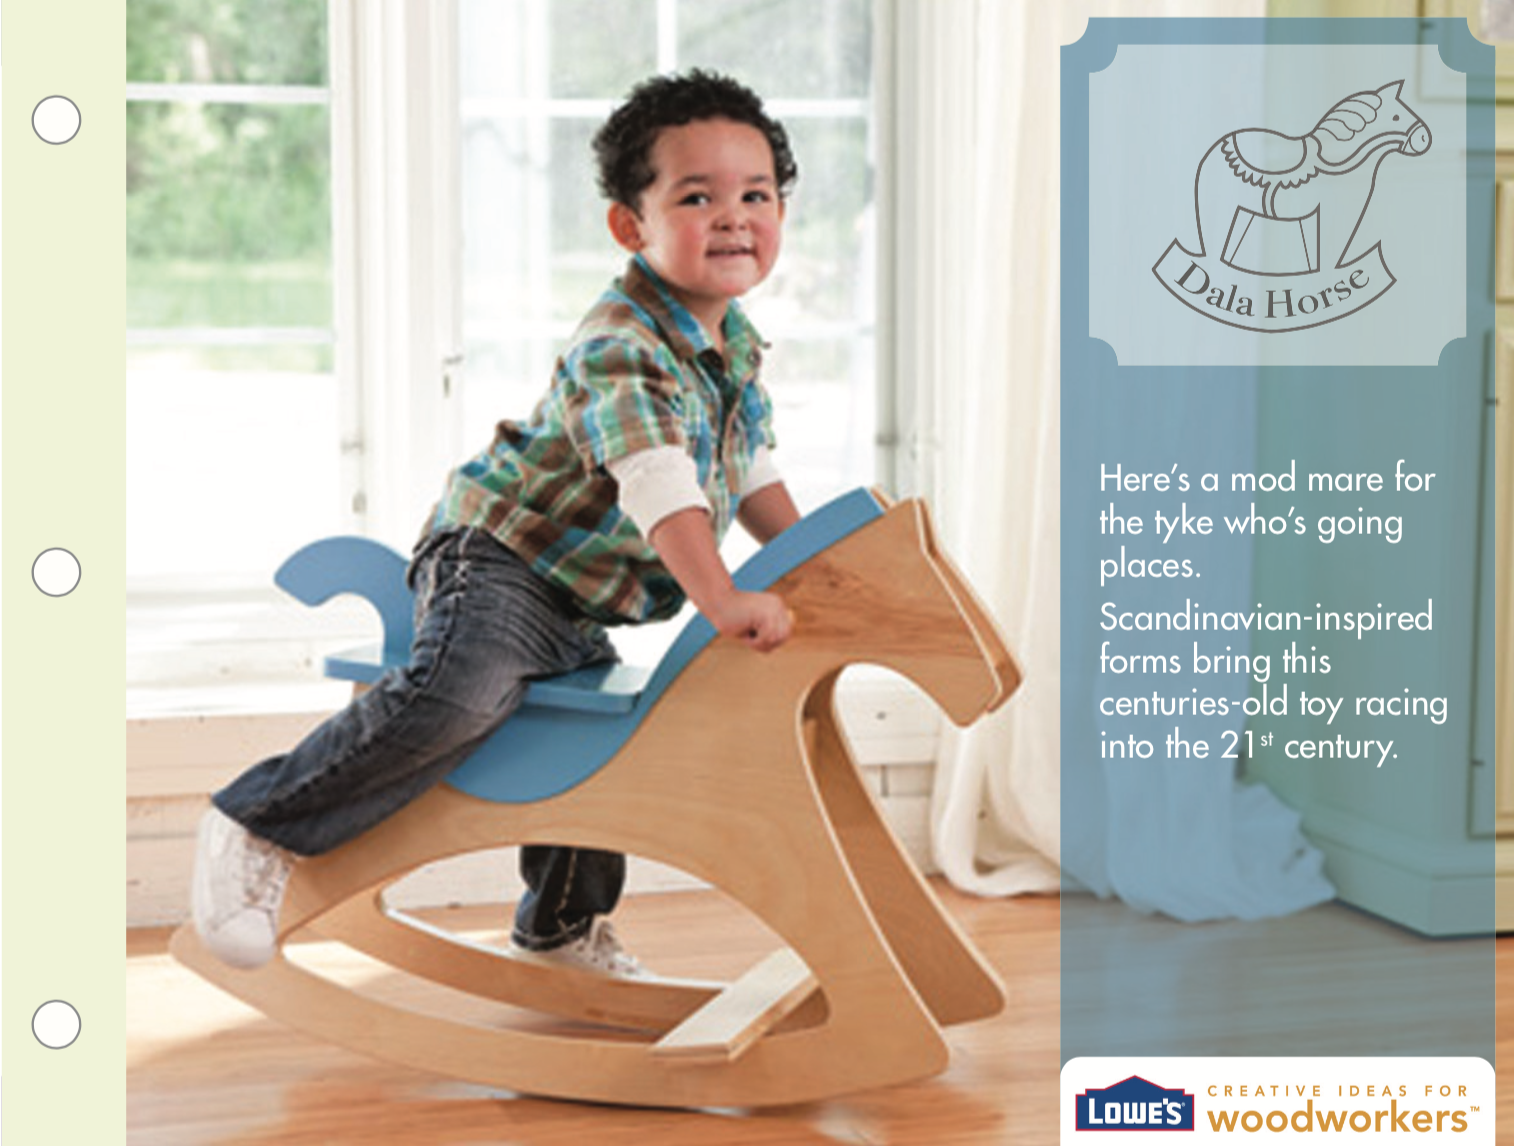 Dala Horse
Here's a mod mare for
the tyke who's going
places.
Scandinavian-inspired
forms bring this
centuries-old toy racing
into the 21st century.
LOWE'S
CREATIVE IDEAS FOR
woodworkers™